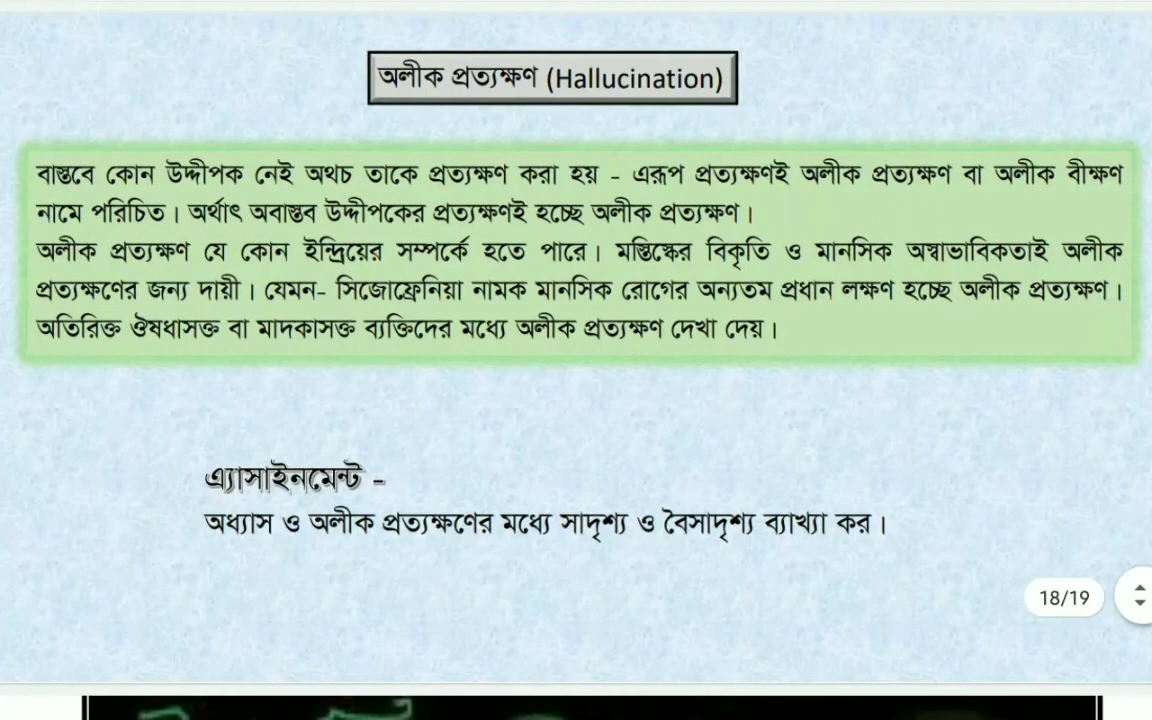 অলীক প্রত্যক্ষণ (Hallucination)
বাস্তবে কোন উদ্দীপক নেই অথচ তাকে প্রত্যক্ষণ করা হয় - এরূপ প্রত্যক্ষণই অলীক প্রত্যক্ষণ বা অলীক বীক্ষণ
নামে পরিচিত। অর্থাৎ অবাস্তব উদ্দীপকের প্রত্যক্ষণই হচ্ছে অলীক প্রত্যক্ষণ।
অলীক প্রত্যক্ষণ যে কোন ইন্দ্রিয়ের সম্পর্কে হতে পারে। মস্তিস্কের বিকৃতি ও মানসিক অস্বাভাবিকতাই অলীক
প্রত্যক্ষণের জন্য দায়ী। যেমন- সিজোফ্রেনিয়া নামক মানসিক রোগের অন্যতম প্রধান লক্ষণ হচ্ছে অলীক প্রত্যক্ষণ।
অতিরিক্ত ঔষধাসক্ত বা মাদকাসক্ত ব্যক্তিদের মধ্যে অলীক প্রত্যক্ষণ দেখা দেয়।
এ্যাসাইনমেন্ট -
অধ্যাস ও অলীক প্রত্যক্ষণের মধ্যে সাদৃশ্য ও বৈসাদৃশ্য ব্যাখ্যা কর।
18/19